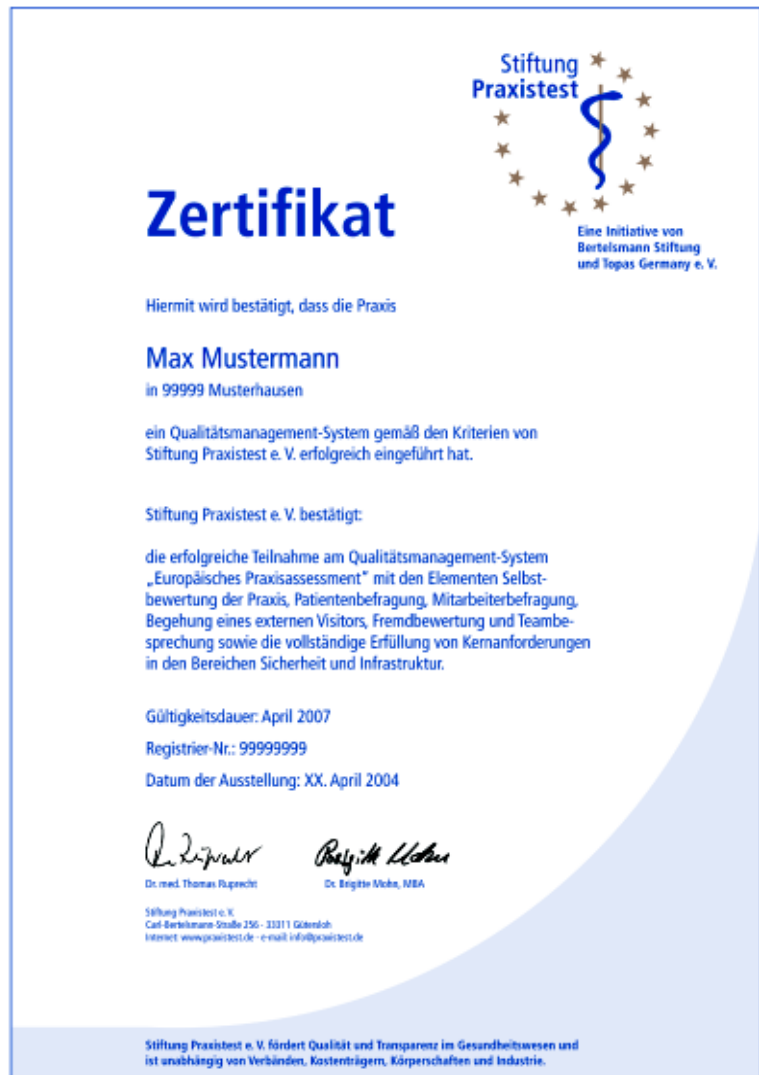 Stiftung
Praxistest
Eine Initiative von
Bertelsmann Stiftung
und Topas Germany e. V.
Zertifikat
Hiermit wird bestätigt, dass die Praxis
Max Mustermann
in 99999 Musterhausen
ein Qualitätsmanagement-System gemäß den Kriterien von
Stiftung Praxistest e. V. erfolgreich eingeführt hat.
Stiftung Praxistest e. V. bestätigt:
die erfolgreiche Teilnahme am Qualitätsmanagement-System
„Europäisches Praxisassessment“ mit den Elementen Selbst-
bewertung der Praxis, Patientenbefragung, Mitarbeiterbefragung,
Begehung eines externen Visitors, Fremdbewertung und Teambe-
sprechung sowie die vollständige Erfüllung von Kernanforderungen
in den Bereichen Sicherheit und Infrastruktur.
Gültigkeitsdauer: April 2007
Registrier-Nr.: 99999999
Datum der Ausstellung: XX. April 2004
Dr. med. Thomas Ruprecht
Dr. Brigitte Mohn, MBA
Stiftung Praxistest e. V.
Carl-Bertelsmann-Straße 256 - 33311 Gütersloh
Internet: www.praxistest.de - e-mail: info@praxistest.de
Stiftung Praxistest e. V. fördert Qualität und Transparenz im Gesundheitswesen und
ist unabhängig von Verbänden, Kostenträgern, Körperschaften und Industrie.